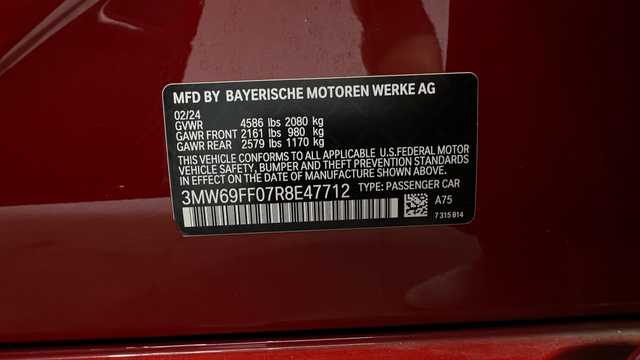 MFD BY BAYERISCHE MOTOREN WERKE AG
02/24
GVWR 4586 lbs 2080 kg
GAWR FRONT 2161 lbs 980 kg
GAWR REAR 2579 lbs 1170 kg
THIS VEHICLE CONFORMS TO ALL APPLICABLE U.S.FEDERAL MOTOR
VEHICLE SAFETY, BUMPER AND THEFT PREVENTION STANDARDS
IN EFFECT ON THE DATE OF MANUFACTURE SHOWN ABOVE.
3MW69FF07R8E47712 TYPE: PASSENGER CAR
A75
7 315 914